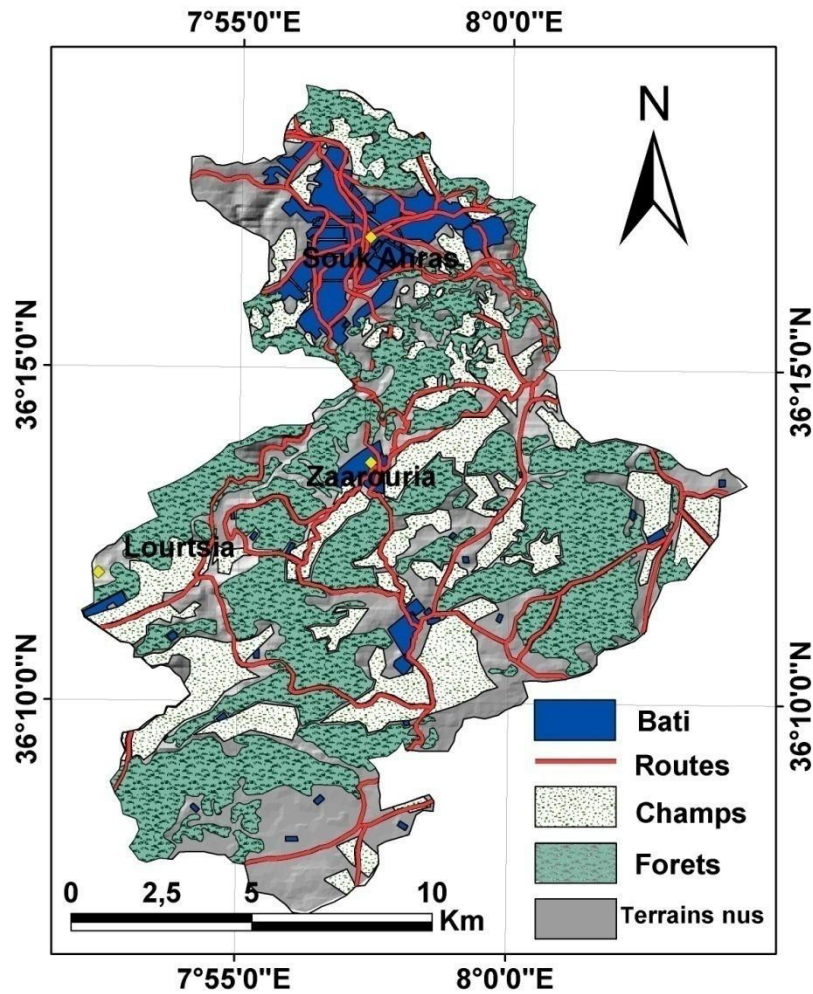 7°55'0"E 8°0'0"E
N
Souk Ahras
36°15'0"N 36°15'0"N
Zaarouria
Lourtsia
36°10'0"N 36°10'0"N
Bati
Routes
Champs
Forets
Terrains nus
0 2,5 5 10
Km
7°55'0"E 8°0'0"E